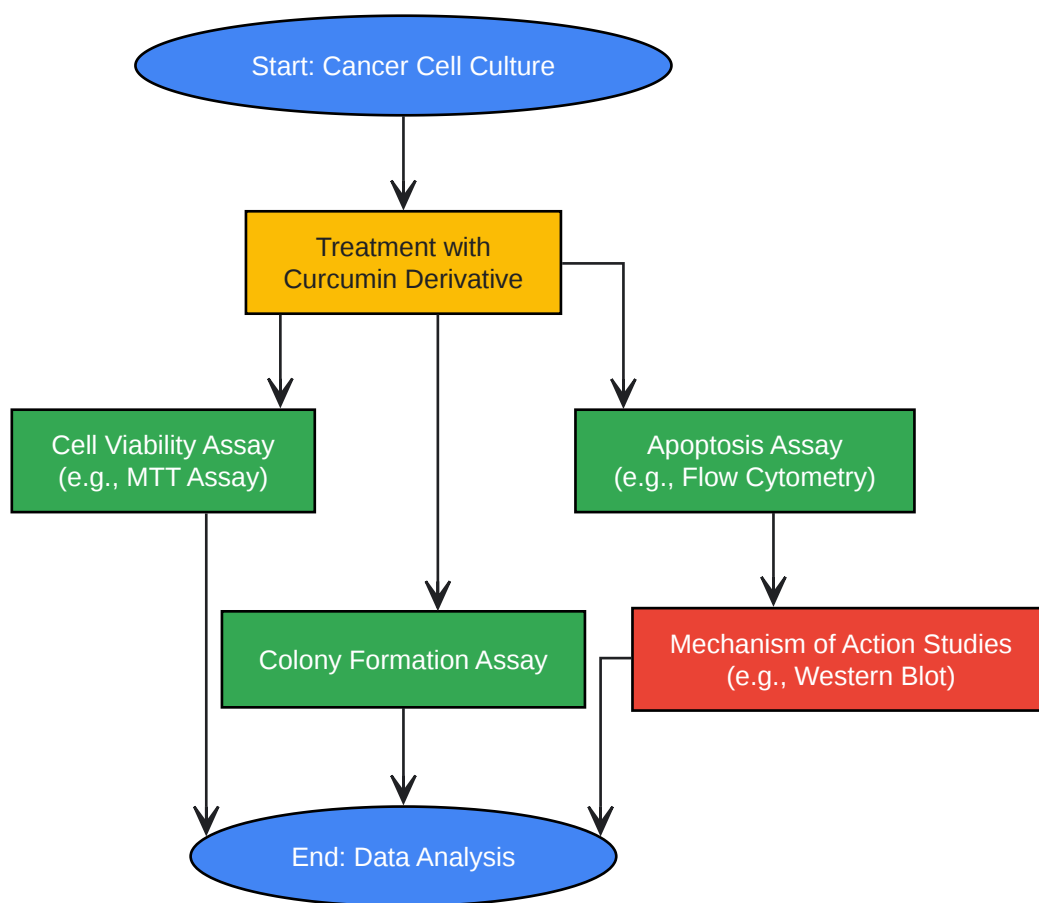 Start: Cancer Cell Culture
Treatment with
Curcumin Derivative
Cell Viability Assay
(e.g., MTT Assay)
Apoptosis Assay
(e.g., Flow Cytometry)
Colony Formation Assay
Mechanism of Action Studies
(e.g., Western Blot)
End: Data Analysis